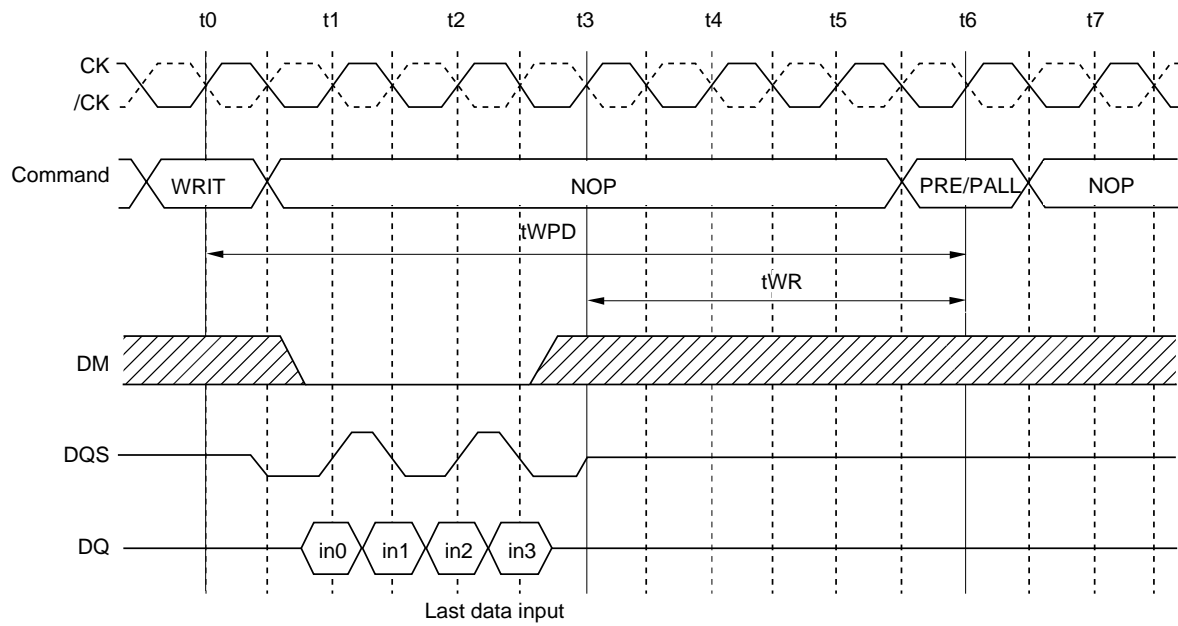 t0 t1 t2 t3 t4 t5 t6 t7
CK
/CK
Command WRIT NOP PRE/PALL NOP
tWPD
tWR
DM
DQS
DQ in0 in1 in2 in3
Last data input